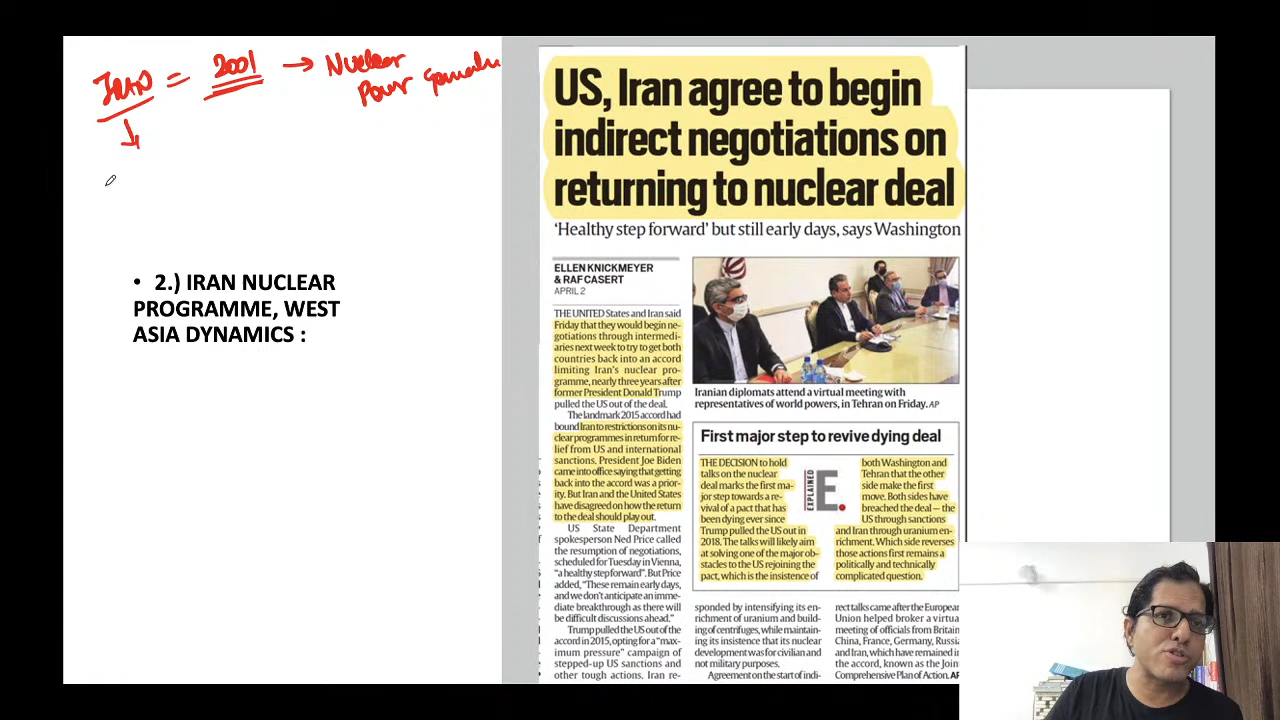 IRAN = 2001 → Nuclear
Power
• 2.) IRAN NUCLEAR
PROGRAMME, WEST
ASIA DYNAMICS :
US, Iran agree to begin
indirect negotiations on
returning to nuclear deal
‘Healthy step forward’ but still early days, says Washington
ELLEN KNICKMEYER
& RAF CASERT
APRIL 2
THE UNITED States and Iran said
Friday that they would begin ne-
gotiations through intermedi-
aries next week to try to get both
countries back into an accord
limiting Iran's nuclear pro-
gramme, nearly three years after
former President Donald Trump
pulled the US out of the deal.
The landmark 2015 accord had
bound Iran to restrictions on its nu-
clear programmes in return for re-
lief from US and international
sanctions. President Joe Biden
came into office saying that getting
back into the accord was a prior-
ity. But Iran and the United States
have disagreed on how the return
to the deal should play out.
US State Department
spokesperson Ned Price called
the resumption of negotiations,
scheduled for Tuesday in Vienna,
“a healthy step forward”. But Price
added, “These remain early days,
and we don't anticipate an imme-
diate breakthrough as there will
be difficult discussions ahead.”
Trump pulled the US out of the
accord in 2015, opting for a “max-
imum pressure” campaign of
stepped-up US sanctions and
other tough actions. Iran re-
Iranian diplomats attend a virtual meeting with
representatives of world powers, in Tehran on Friday. AP
First major step to revive dying deal
THE DECISION to hold
talks on the nuclear
deal marks the first ma-
jor step towards a re-
vival of a pact that has
been dying ever since
Trump pulled the US out in
2018. The talks will likely aim
at solving one of the major ob-
stacles to the US rejoining the
pact, which is the insistence of
EXPLAINED
E.
both Washington and
Tehran that the other
side make the first
move. Both sides have
breached the deal — the
US through sanctions
and Iran through uranium en-
richment. Which side reverses
those actions first remains a
politically and technically
complicated question.
sponded by intensifying its en-
richment of uranium and build-
ing of centrifuges, while maintain-
ing its insistence that its nuclear
development was for civilian and
not military purposes.
Agreement on the start of indi-
rect talks came after the European
Union helped broker a virtual
meeting of officials from Britain,
China, France, Germany, Russia
and Iran, which have remained in
the accord, known as the Joint
Comprehensive Plan of Action. AP